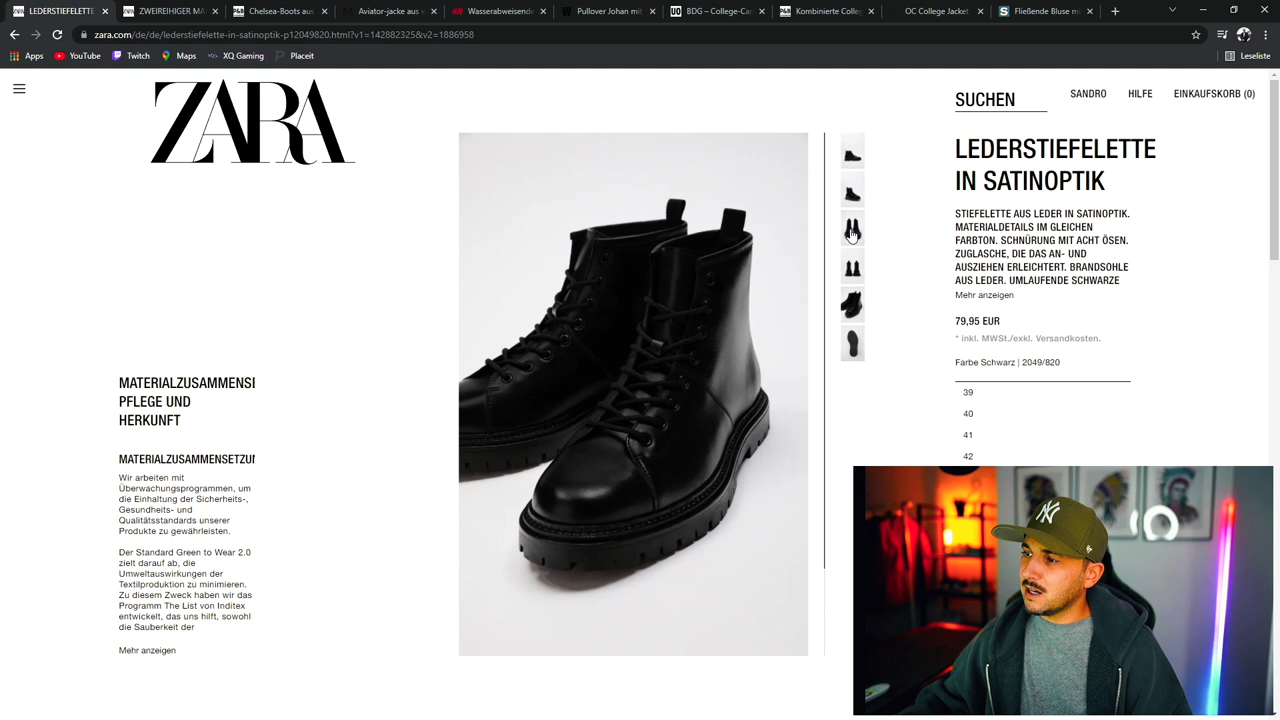 LEDERSTIEFELETTE
ZWEIREIHIGER MA
Chelsea-Boots aus
Aviator-jacke aus v
Wasserabweisende
Pullover Johan mit
BDG – College-Car
Kombinierte Colleg
OC College Jacket
Fließende Bluse m
zara.com/de/de/lederstiefelette-in-satinoptik-p12049820.html?v1=1428823258&v2=1886958
Apps
YouTube
Twitch
Maps
XQ Gaming
Placeit
Leseliste
ZARA
SUCHEN
SANDRO
HILFE
EINKAUFSKORB (0)
LEDERSTIEFELETTE
IN SATINOPTIK
STIEFELETTE AUS LEDER IN SATINOPTIK.
MATERIALDETAILS IM GLEICHEN
FARBTON. SCHNÜRUNG MIT ACHT ÖSEN.
ZUGLASCHE, DIE DAS AN- UND
AUSZIEHEN ERLEICHTERT. BRANDSOHLE
AUS LEDER. UMLAUFENDE SCHWARZE
Mehr anzeigen
79,95 EUR
* inkl. MWSt./exkl. Versandkosten.
Farbe Schwarz | 2049/820
39
40
41
42
MATERIALZUSAMMENSE
PFLEGE UND
HERKUNFT
MATERIALZUSAMMENSETZUN
Wir arbeiten mit
Überwachungsprogrammen, um
die Einhaltung der Sicherheits-,
Gesundheits- und
Qualitätsstandards unserer
Produkte zu gewährleisten.
Der Standard Green to Wear 2.0
zielt darauf ab, die
Umweltauswirkungen der
Textilproduktion zu minimieren.
Zu diesem Zweck haben wir das
Programm The List von Inditex
entwickelt, das uns hilft, sowohl
die Sauberkeit der
Mehr anzeigen
NY